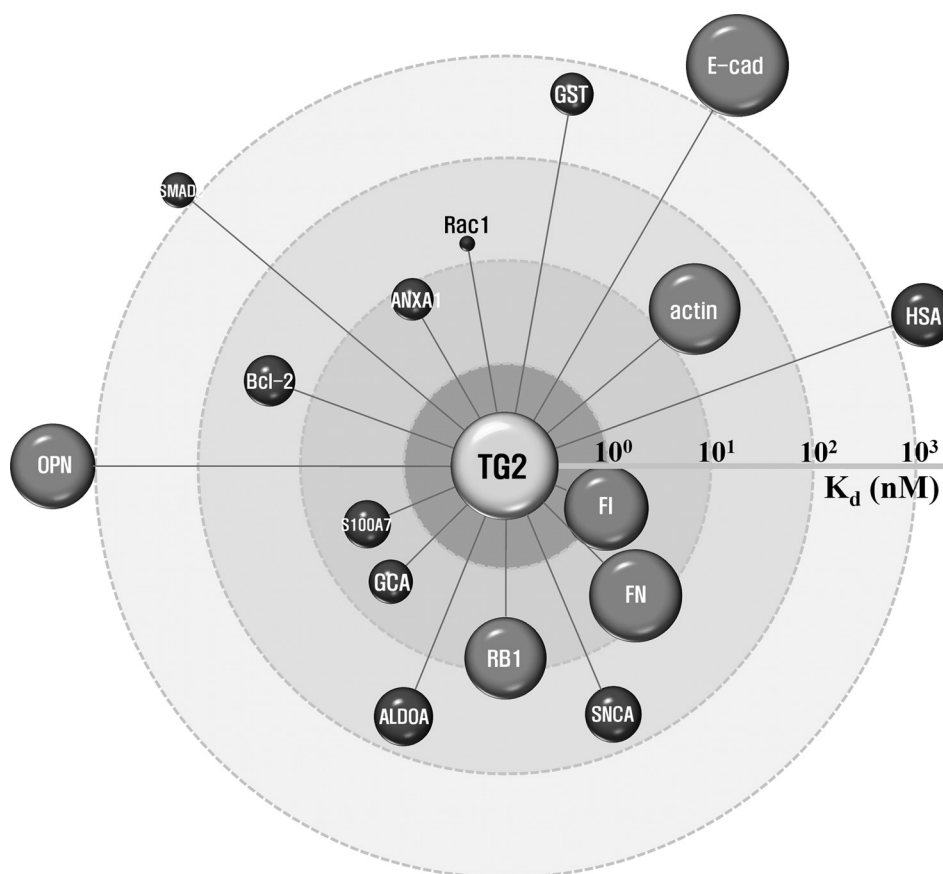 E-cad
GST
SMAD
Rac1
ANXA1
actin
HSA
Bcl-2
OPN
TG2
10⁰ 10¹ 10² 10³
K_d (nM)
S100A7
FI
GCA
FN
RB1
ALDOA
SNCA